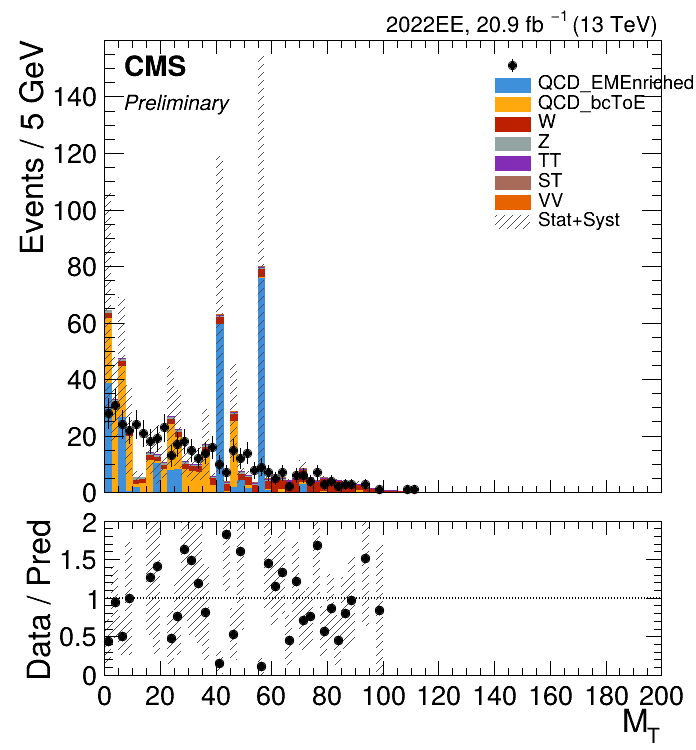 2022EE, 20.9 fb ⁻¹ (13 TeV)
CMS
Preliminary
QCD_EMEnriched
QCD_bcToE
W
Z
TT
ST
VV
Stat+Syst
Events / 5 GeV
140
120
100
80
60
40
20
0
Data / Pred
2
1.5
1
0.5
0
0 20 40 60 80 100 120 140 160 180 200
M_T